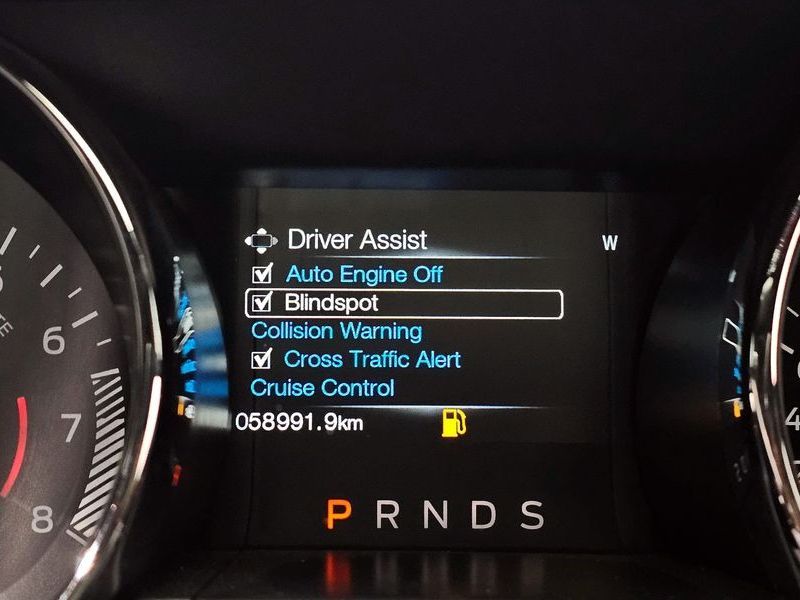 Driver Assist W
Auto Engine Off
Blindspot
Collision Warning
Cross Traffic Alert
Cruise Control
058991.9km
P R N D S
6
7
8